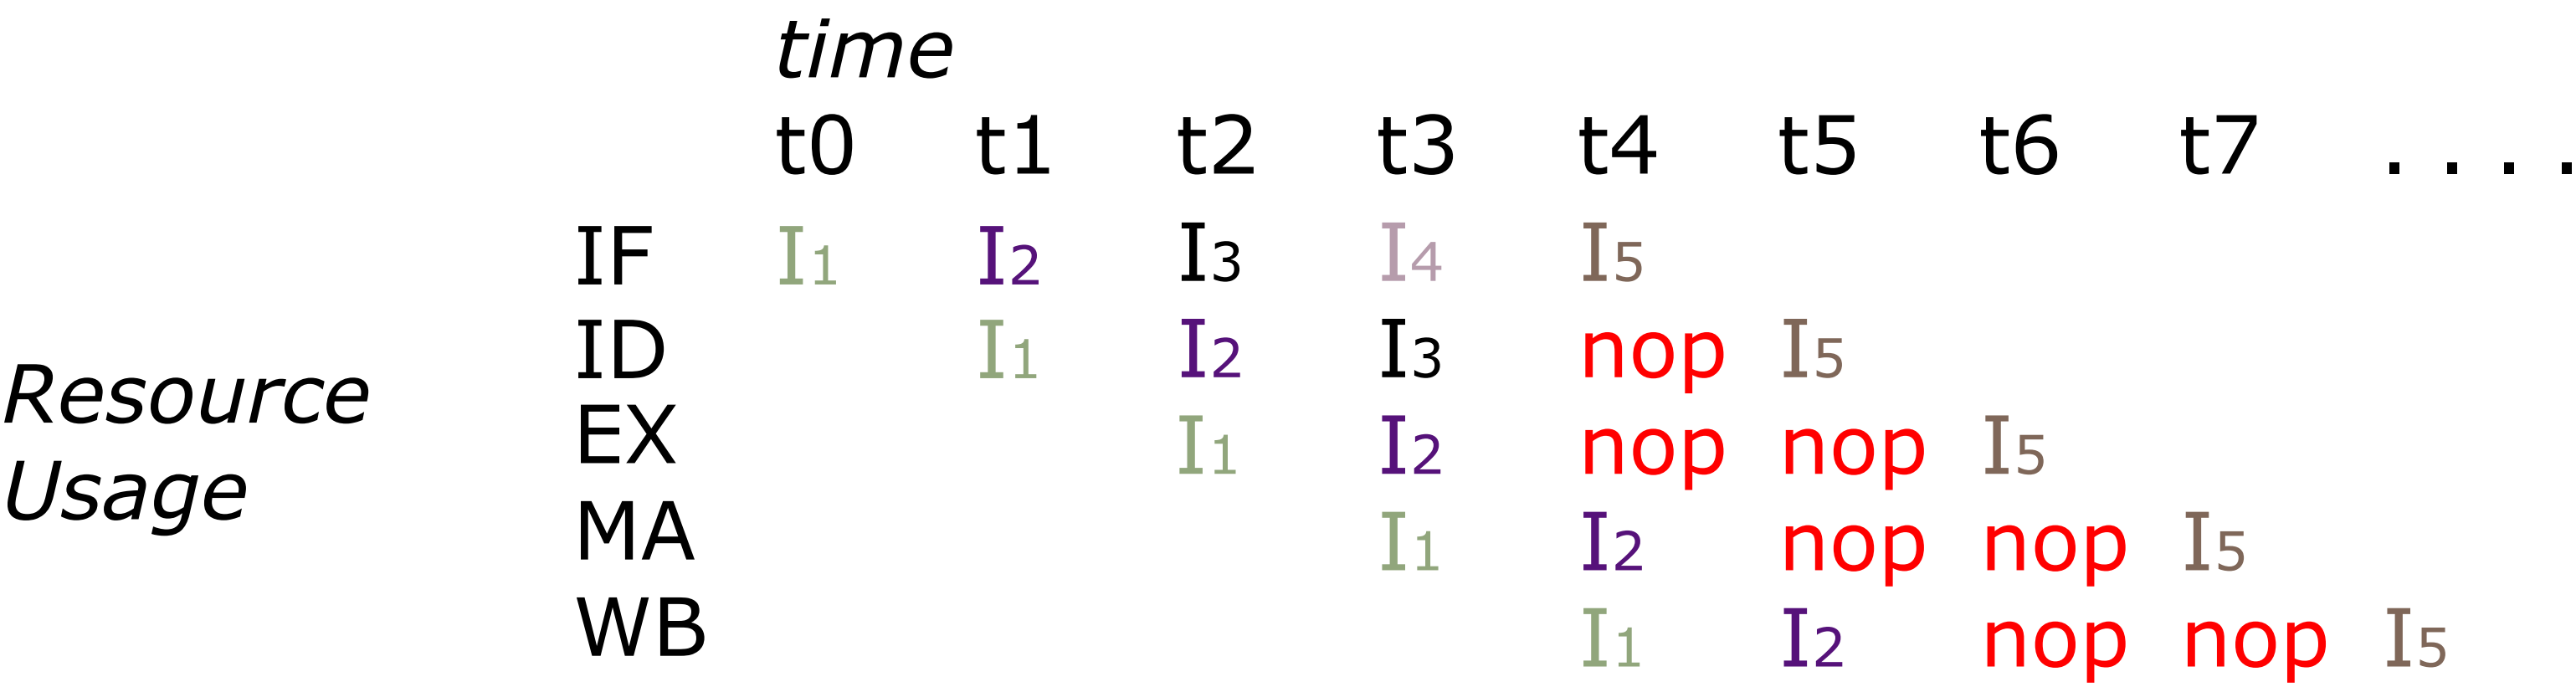 time
t0 t1 t2 t3 t4 t5 t6 t7 . . . .
IF I1 I2 I3 I4 I5
ID I1 I2 I3 nop I5
Resource
EX I1 I2 nop nop I5
Usage
MA I1 I2 nop nop I5
WB I1 I2 nop nop I5